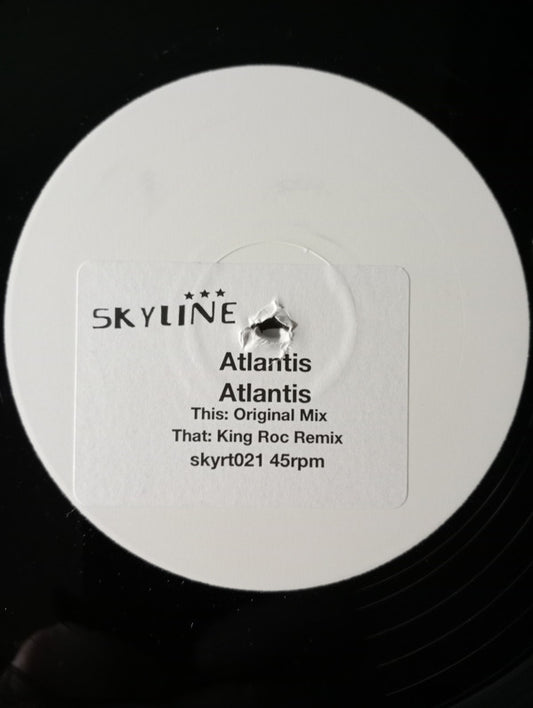 SKYLINE
Atlantis
Atlantis
This: Original Mix
That: King Roc Remix
skyrt021 45rpm